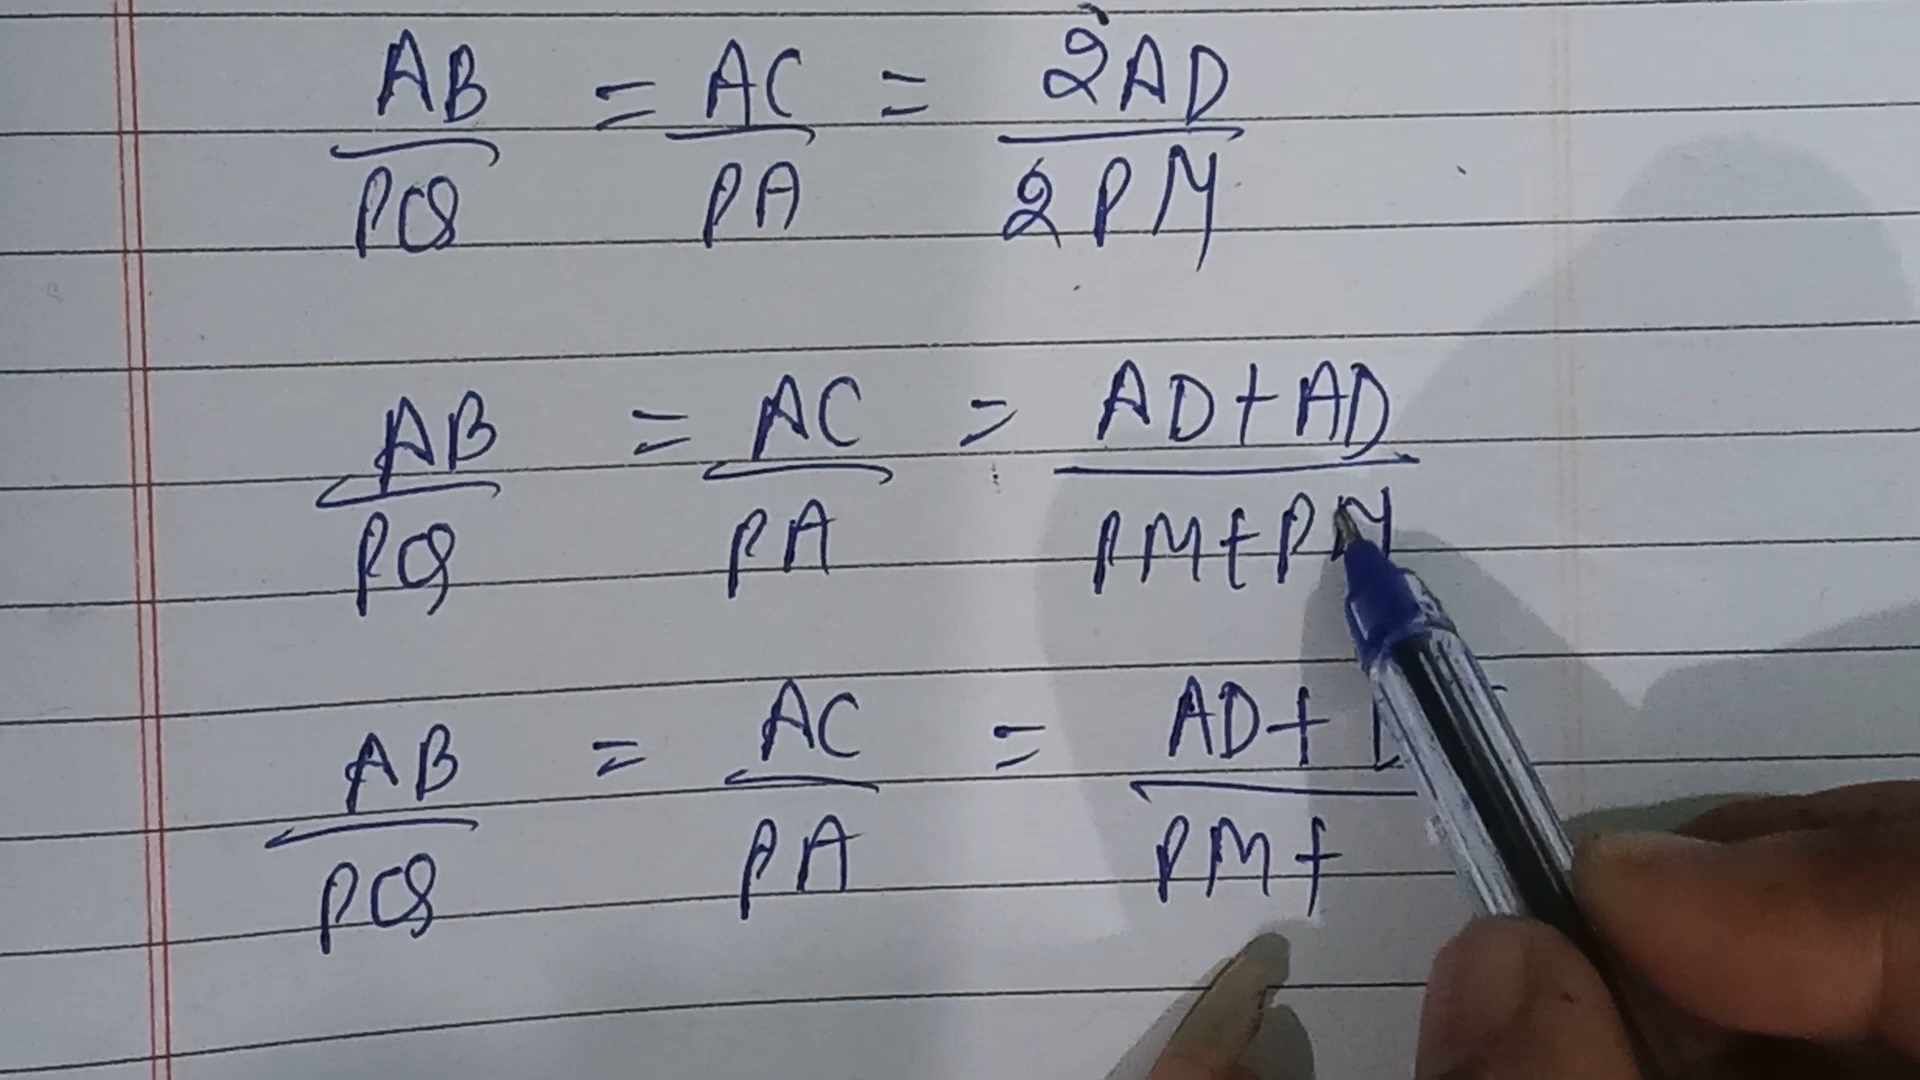 AB = AC = 2AD
PQ PA 2PM
AB = AC = AD+AD
PQ PA PM+PM
AB = AC = AD+
PQ PA PM+